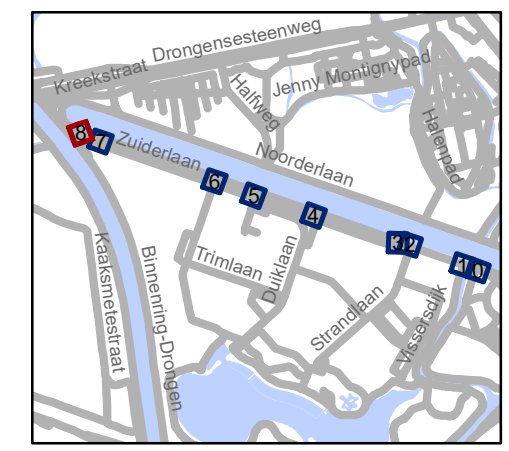 Drongensesteenweg
Kreekstraat
Jenny Montignypad
Halfweg
Halenpad
8
7
Zuiderlaan
Noorderlaan
6
5
4
3
2
1
0
Trimlaan
Duiklaan
Strandlaan
Vissersdijk
Kaaksmetestraat
Binnenring-Drongen